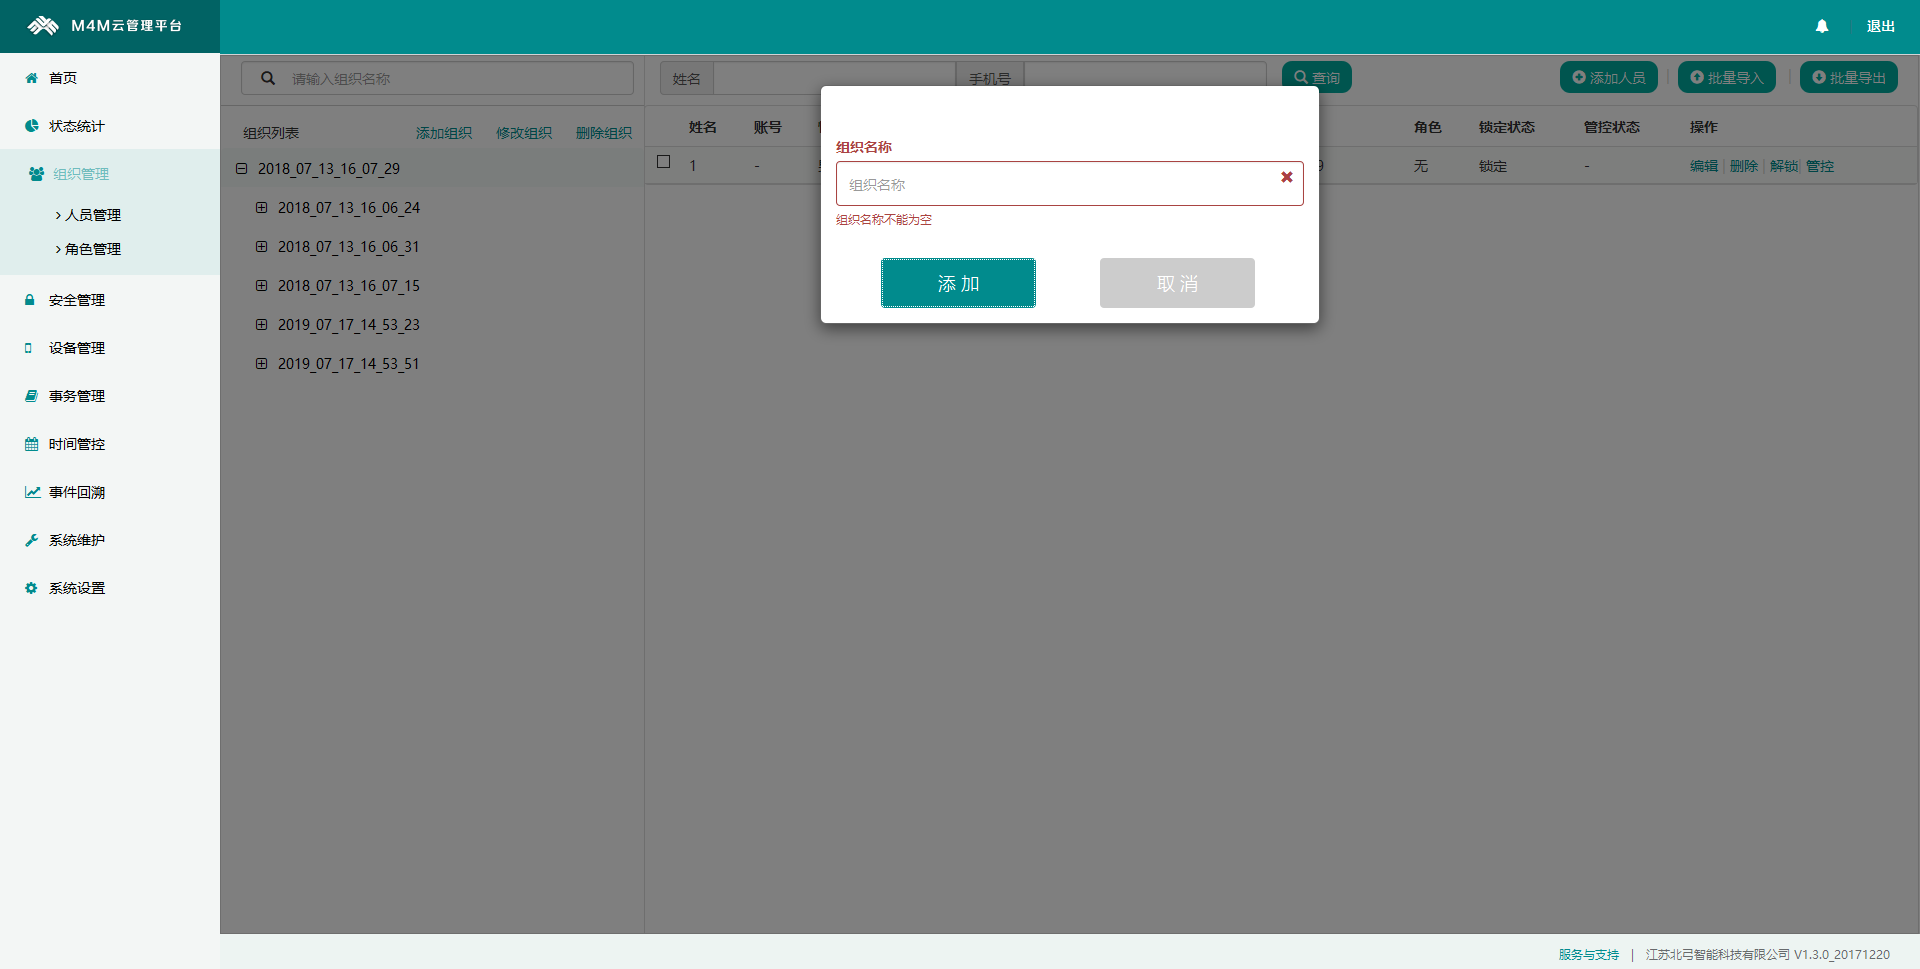 M4M云管理平台
退出
首页
状态统计
组织管理
人员管理
角色管理
安全管理
设备管理
事务管理
时间管控
事件回溯
系统维护
系统设置
请输入组织名称
组织列表 添加组织 修改组织 删除组织
2018_07_13_16_07_29
2018_07_13_16_06_24
2018_07_13_16_06_31
2018_07_13_16_07_15
2019_07_17_14_53_23
2019_07_17_14_53_51
姓名 手机号 查询 添加人员 | 批量导入 | 批量导出
姓名 账号 角色 锁定状态 管控状态 操作
1 - 9 无 锁定 - 编辑 | 删除 | 解锁 | 管控
组织名称
组织名称
组织名称不能为空
添加 取消
服务与支持 | 江苏北弓智能科技有限公司 V1.3.0_20171220